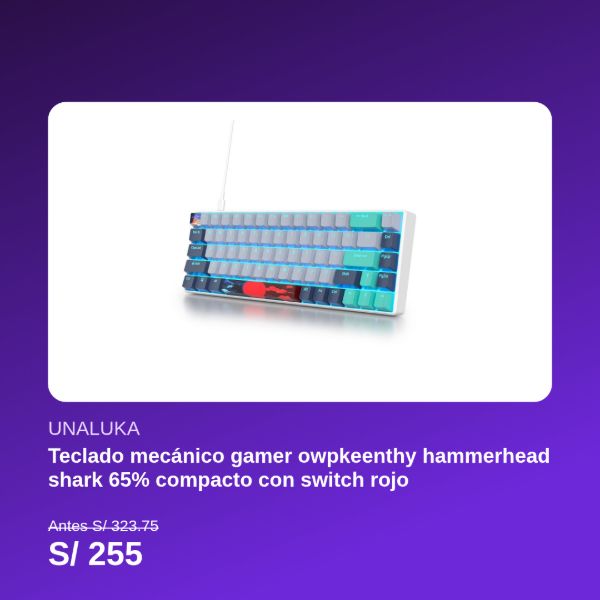 UNALUKA
Teclado mecánico gamer owpkeenthy hammerhead
shark 65% compacto con switch rojo
Antes S/ 323.75
S/ 255